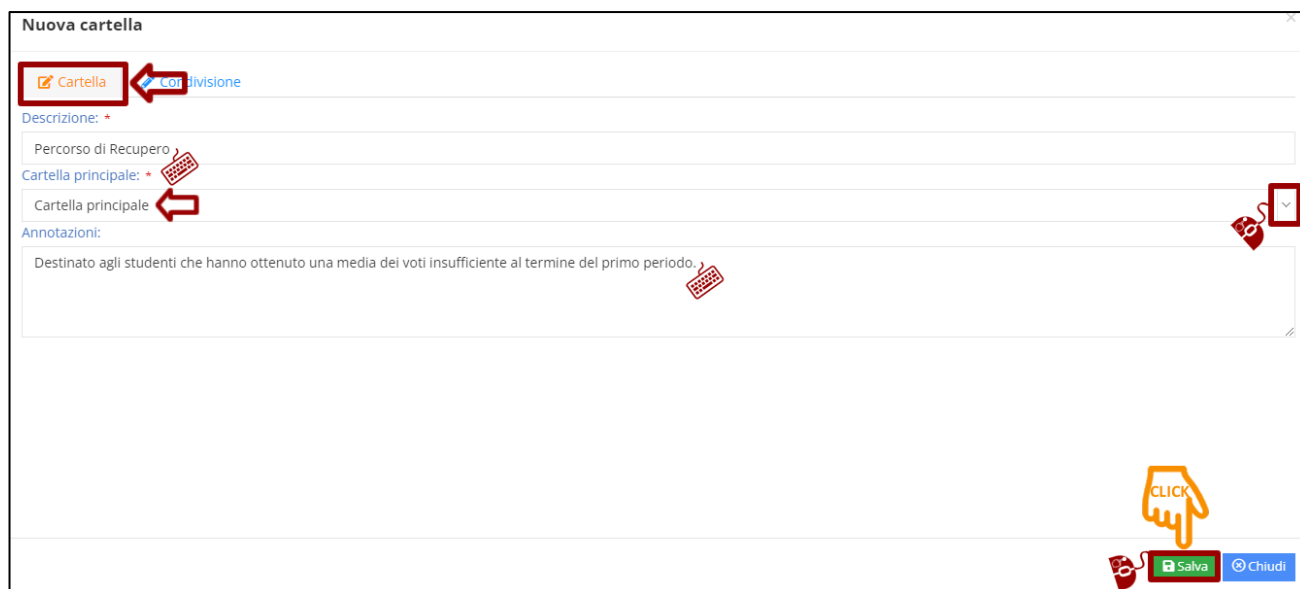 Nuova cartella
Cartella Condivisione
Descrizione: *
Percorso di Recupero
Cartella principale: *
Cartella principale
Annotazioni:
Destinato agli studenti che hanno ottenuto una media dei voti insufficiente al termine del primo periodo.
CLICK
Salva Chiudi